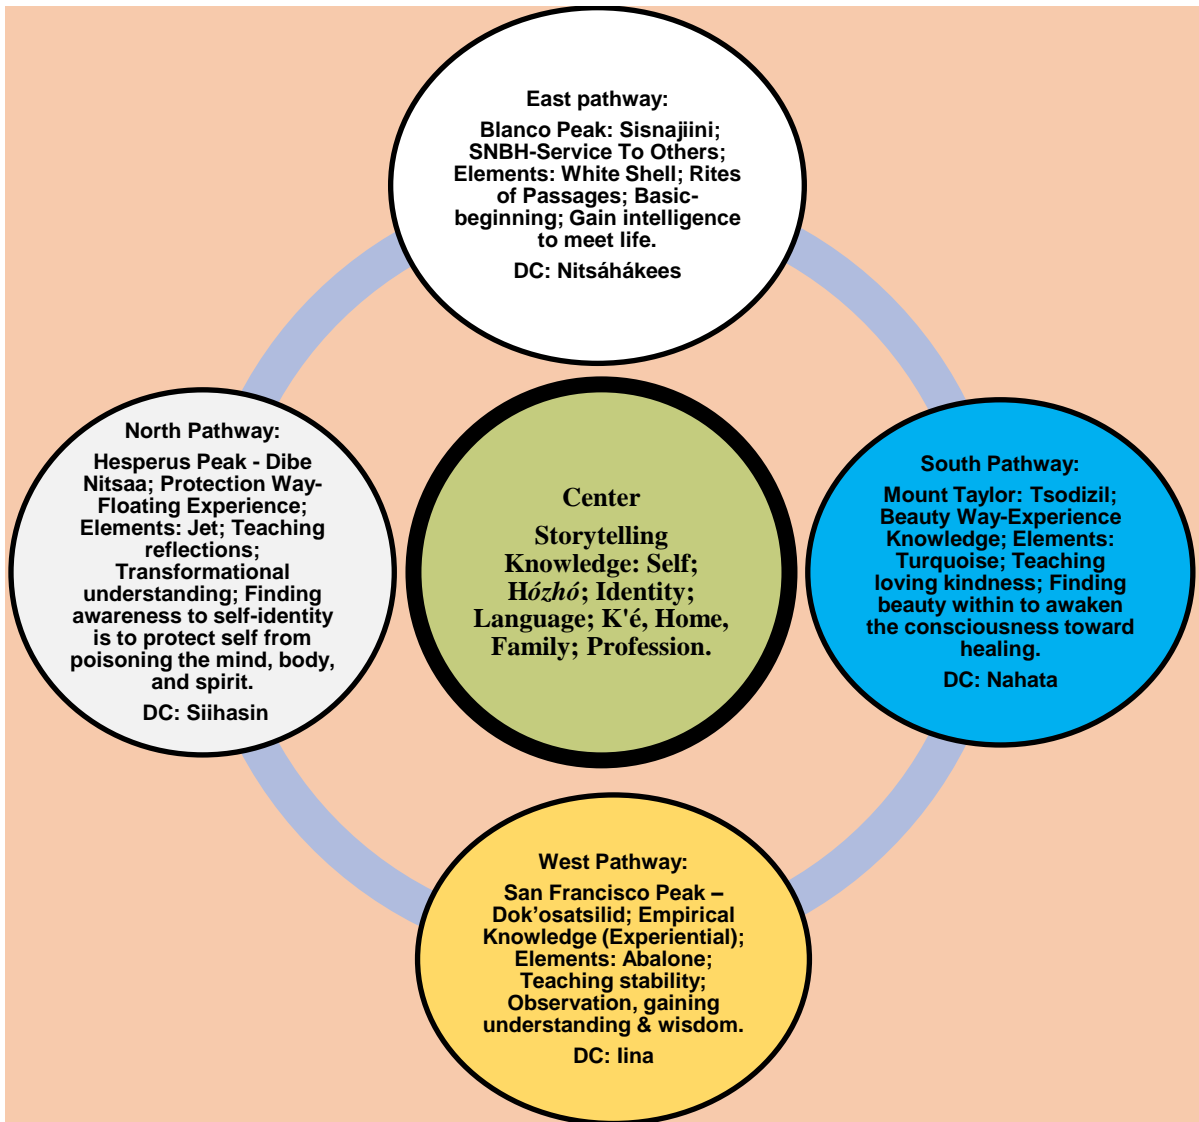 East pathway:
Blanco Peak: Sisnajiini;
SNBH-Service To Others;
Elements: White Shell; Rites
of Passages; Basic-
beginning; Gain intelligence
to meet life.
DC: Nitsáhákees
North Pathway:
Hesperus Peak - Dibe
Nitsaa; Protection Way-
Floating Experience;
Elements: Jet; Teaching
reflections;
Transformational
understanding; Finding
awareness to self-identity
is to protect self from
poisoning the mind, body,
and spirit.
DC: Siihasin
Center
Storytelling
Knowledge: Self;
Hózhó; Identity;
Language; K'é, Home,
Family; Profession.
South Pathway:
Mount Taylor: Tsodizil;
Beauty Way-Experience
Knowledge; Elements:
Turquoise; Teaching
loving kindness; Finding
beauty within to awaken
the consciousness toward
healing.
DC: Nahata
West Pathway:
San Francisco Peak –
Dok’osatsilid; Empirical
Knowledge (Experiential);
Elements: Abalone;
Teaching stability;
Observation, gaining
understanding & wisdom.
DC: Iina